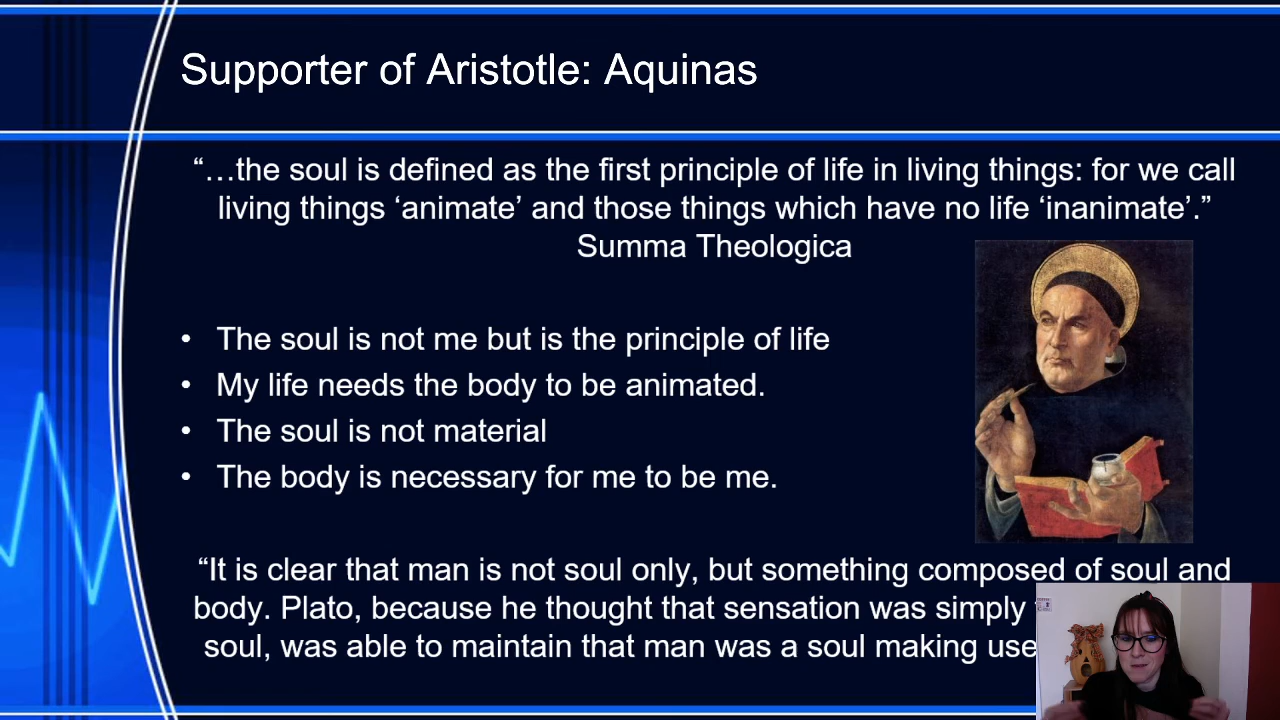 Supporter of Aristotle: Aquinas
“…the soul is defined as the first principle of life in living things: for we call
living things ‘animate’ and those things which have no life ‘inanimate’.”
Summa Theologica
• The soul is not me but is the principle of life
• My life needs the body to be animated.
• The soul is not material
• The body is necessary for me to be me.
“It is clear that man is not soul only, but something composed of soul and
body. Plato, because he thought that sensation was simply
soul, was able to maintain that man was a soul making use